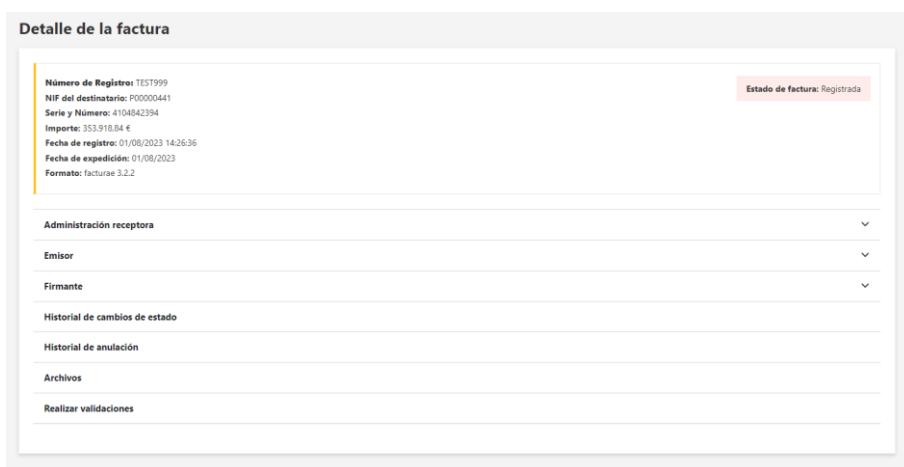 Detalle de la factura
Número de Registro: TEST999
Estado de factura: Registrada
NIF del destinatario: P00000441
Serie y Número: 4104842394
Importe: 353.918,84 €
Fecha de registro: 01/08/2023 14:26:36
Fecha de expedición: 01/08/2023
Formato: facturae 3.2.2
Administración receptora
Emisor
Firmante
Historial de cambios de estado
Historial de anulación
Archivos
Realizar validaciones